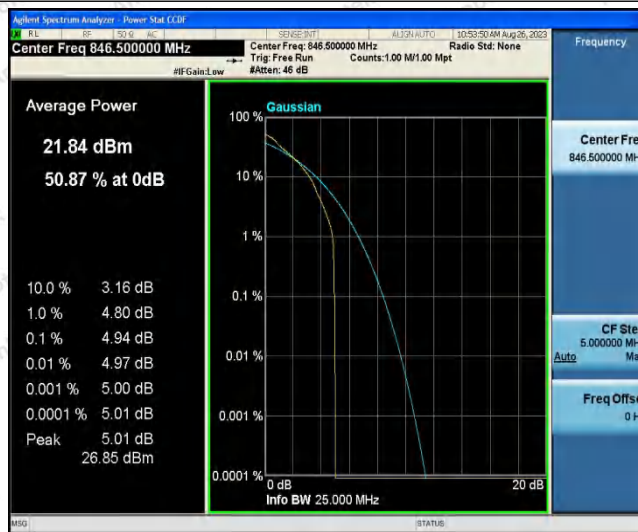 Agilent Spectrum Analyzer - Power Stat CCDF
RL RF 50 Ω AC SENSE:INT ALIGN AUTO 10:53:50 AM Aug 26, 2023
Center Freq 846.500000 MHz
Center Freq: 846.500000 MHz Radio Std: None
Trig: Free Run Counts:1.00 M/1.00 Mpt
#IFGain:Low #Atten: 46 dB
Frequency
Average Power
21.84 dBm
50.87 % at 0dB
10.0 % 3.16 dB
1.0 % 4.80 dB
0.1 % 4.94 dB
0.01 % 4.97 dB
0.001 % 5.00 dB
0.0001 % 5.01 dB
Peak 5.01 dB
26.85 dBm
Gaussian
100 %
10 %
1 %
0.1 %
0.01 %
0.001 %
0.0001 %
0 dB 20 dB
Info BW 25.000 MHz
Center Fre
846.500000 MH
CF Ste
5.000000 MH
Auto Ma
Freq Offs
0 H
MSG STATUS